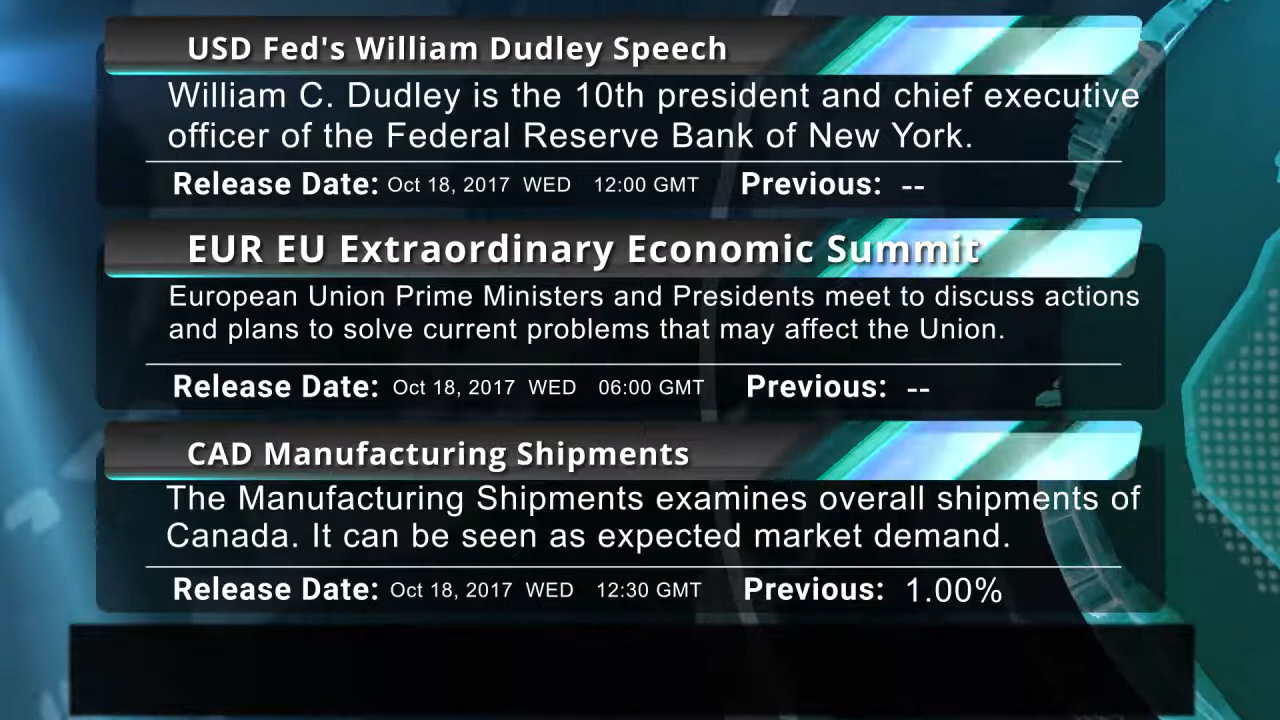 USD Fed's William Dudley Speech
William C. Dudley is the 10th president and chief executive
officer of the Federal Reserve Bank of New York.
Release Date: Oct 18, 2017 WED 12:00 GMT Previous: --
EUR EU Extraordinary Economic Summit
European Union Prime Ministers and Presidents meet to discuss actions
and plans to solve current problems that may affect the Union.
Release Date: Oct 18, 2017 WED 06:00 GMT Previous: --
CAD Manufacturing Shipments
The Manufacturing Shipments examines overall shipments of
Canada. It can be seen as expected market demand.
Release Date: Oct 18, 2017 WED 12:30 GMT Previous: 1.00%